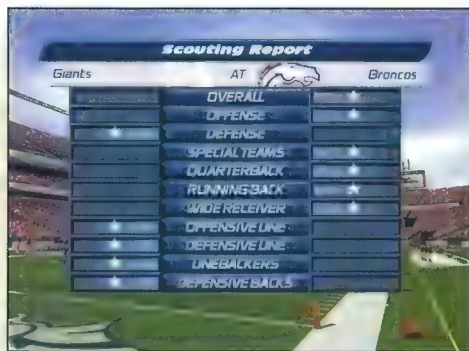 Scouting Report
Giants AT Broncos
OVERALL
OFFENSE
DEFENSE
SPECIAL TEAMS
QUARTERBACK
RUNNING BACK
WIDE RECEIVER
OFFENSIVE LINE
DEFENSIVE LINE
LINEBACKERS
DEFENSIVE BACKS